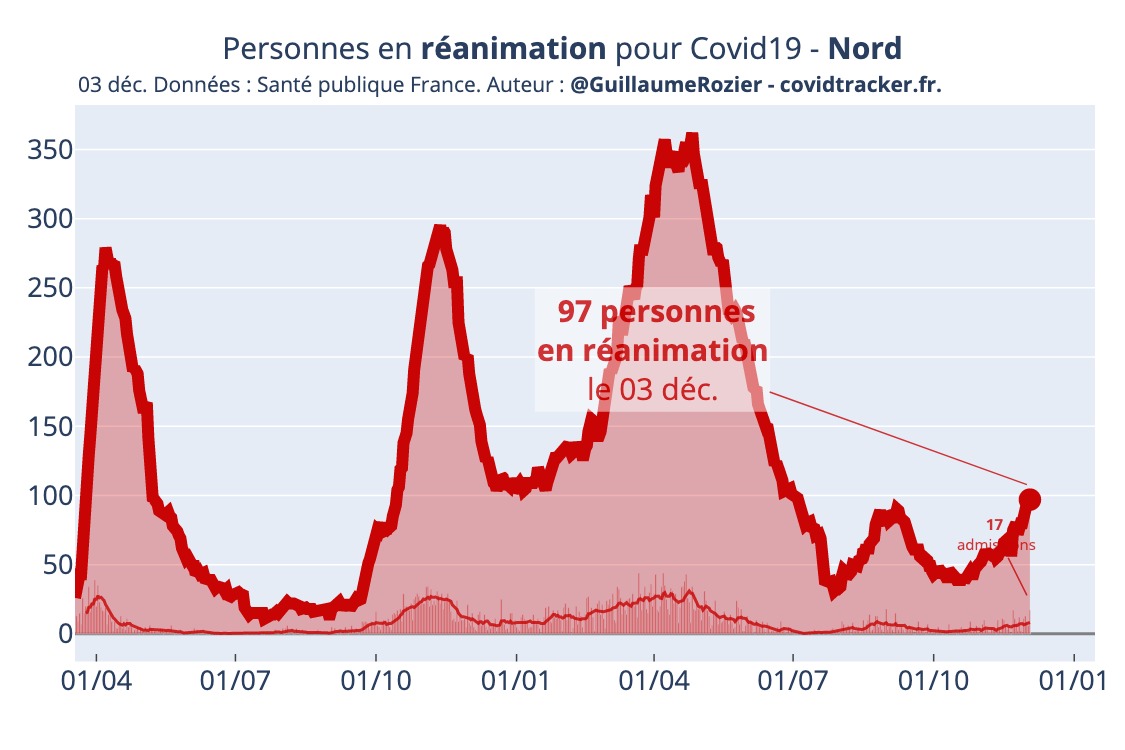 Personnes en réanimation pour Covid19 - Nord
03 déc. Données : Santé publique France. Auteur : @GuillaumeRozier - covidtracker.fr.
350
300
250
200
150
100
50
0
97 personnes
en réanimation
le 03 déc.
17
admissions
01/04
01/07
01/10
01/01
01/04
01/07
01/10
01/01